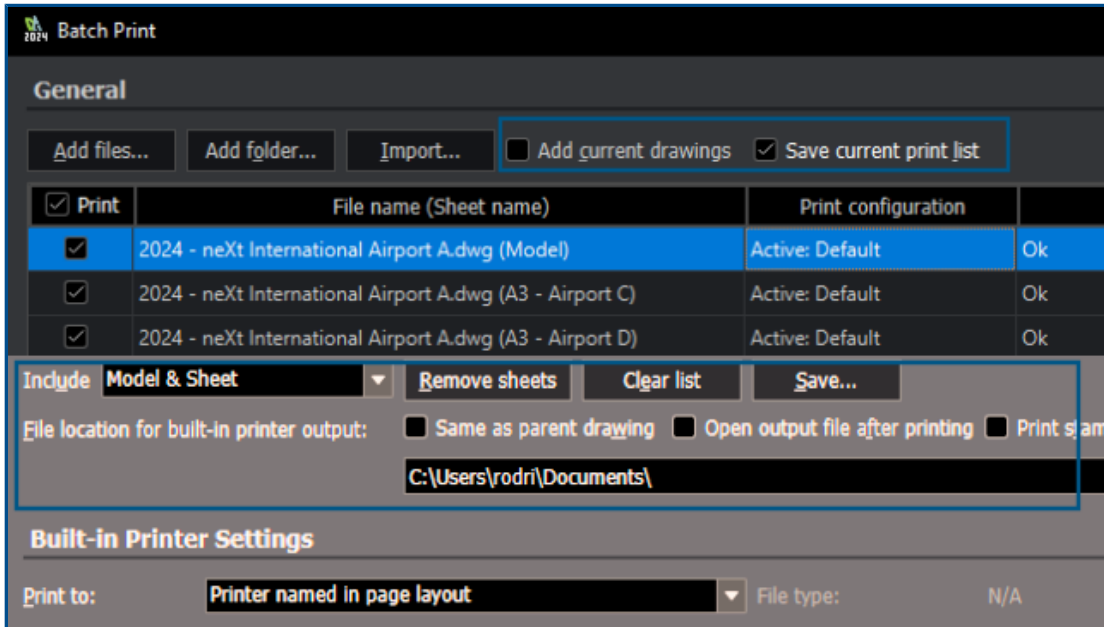 2024 Batch Print
General
Add files... Add folder... Import... Add current drawings Save current print list
Print File name (Sheet name) Print configuration
2024 - neXt International Airport A.dwg (Model) Active: Default Ok
2024 - neXt International Airport A.dwg (A3 - Airport C) Active: Default Ok
2024 - neXt International Airport A.dwg (A3 - Airport D) Active: Default Ok
Include Model & Sheet Remove sheets Clear list Save...
File location for built-in printer output: Same as parent drawing Open output file after printing Print stam
C:\Users\rodri\Documents\
Built-in Printer Settings
Print to: Printer named in page layout File type: N/A